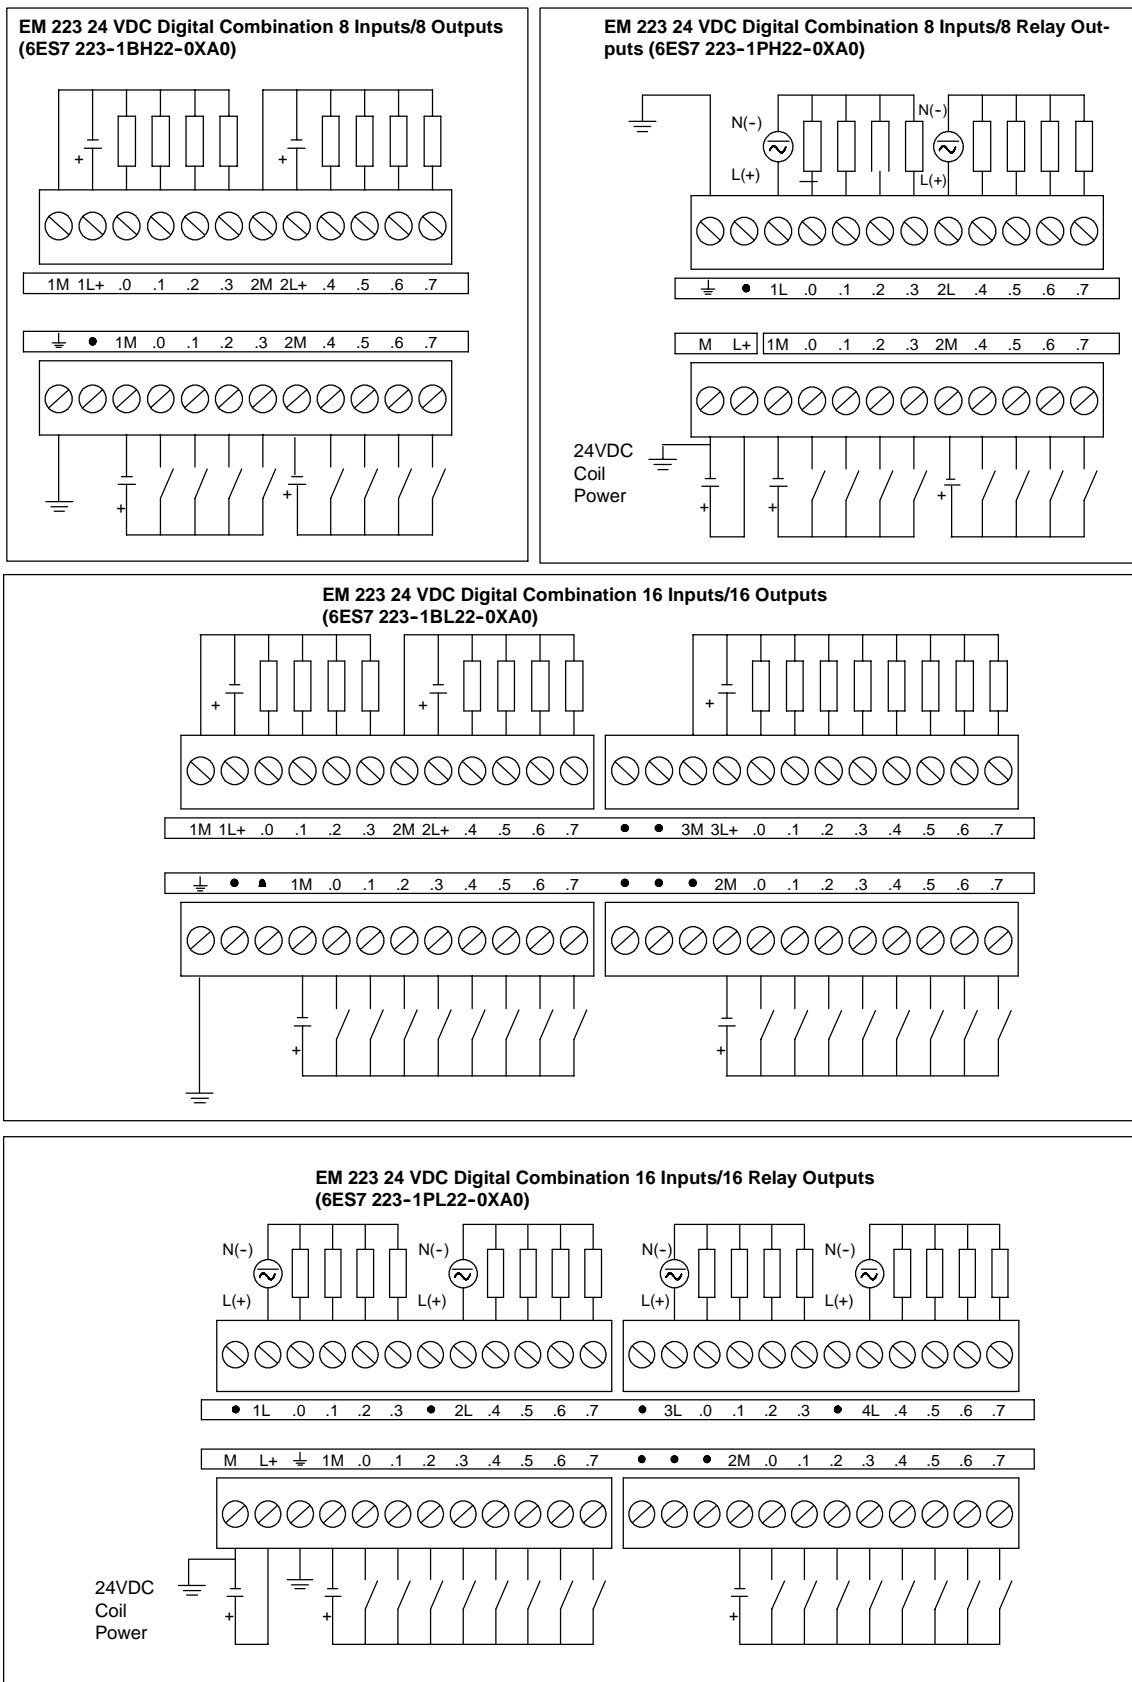 EM 223 24 VDC Digital Combination 8 Inputs/8 Outputs
(6ES7 223-1BH22-0XA0)
+ +
1M 1L+ .0 .1 .2 .3 2M 2L+ .4 .5 .6 .7
● 1M .0 .1 .2 .3 2M .4 .5 .6 .7
+ +
EM 223 24 VDC Digital Combination 8 Inputs/8 Relay Out-
puts (6ES7 223-1PH22-0XA0)
N(-) N(-)
L(+) L(+)
● 1L .0 .1 .2 .3 2L .4 .5 .6 .7
M L+ 1M .0 .1 .2 .3 2M .4 .5 .6 .7
24VDC
Coil
Power
+ + +
EM 223 24 VDC Digital Combination 16 Inputs/16 Outputs
(6ES7 223-1BL22-0XA0)
+ + +
1M 1L+ .0 .1 .2 .3 2M 2L+ .4 .5 .6 .7 ● ● 3M 3L+ .0 .1 .2 .3 .4 .5 .6 .7
● ● 1M .0 .1 .2 .3 .4 .5 .6 .7 ● ● ● 2M .0 .1 .2 .3 .4 .5 .6 .7
+ +
EM 223 24 VDC Digital Combination 16 Inputs/16 Relay Outputs
(6ES7 223-1PL22-0XA0)
N(-) N(-) N(-) N(-)
L(+) L(+) L(+) L(+)
● 1L .0 .1 .2 .3 ● 2L .4 .5 .6 .7 ● 3L .0 .1 .2 .3 ● 4L .4 .5 .6 .7
M L+ 1M .0 .1 .2 .3 .4 .5 .6 .7 ● ● ● 2M .0 .1 .2 .3 .4 .5 .6 .7
24VDC
Coil
Power
+ + +